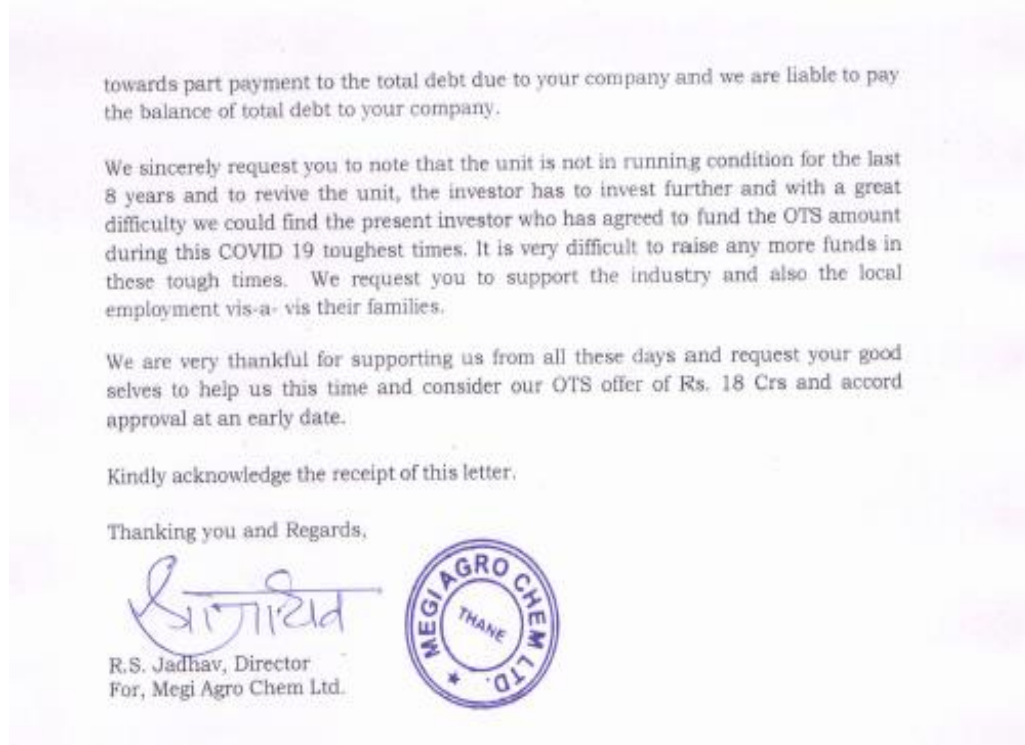 towards part payment to the total debt due to your company and we are liable to pay
the balance of total debt to your company.
We sincerely request you to note that the unit is not in running condition for the last
8 years and to revive the unit, the investor has to invest further and with a great
difficulty we could find the present investor who has agreed to fund the OTS amount
during this COVID 19 toughest times. It is very difficult to raise any more funds in
these tough times. We request you to support the industry and also the local
employment vis-a- vis their families.
We are very thankful for supporting us from all these days and request your good
selves to help us this time and consider our OTS offer of Rs. 18 Crs and accord
approval at an early date.
Kindly acknowledge the receipt of this letter.
Thanking you and Regards,
R.S. Jadhav, Director
For, Megi Agro Chem Ltd.
MEGI AGRO CHEM LTD.
THANE